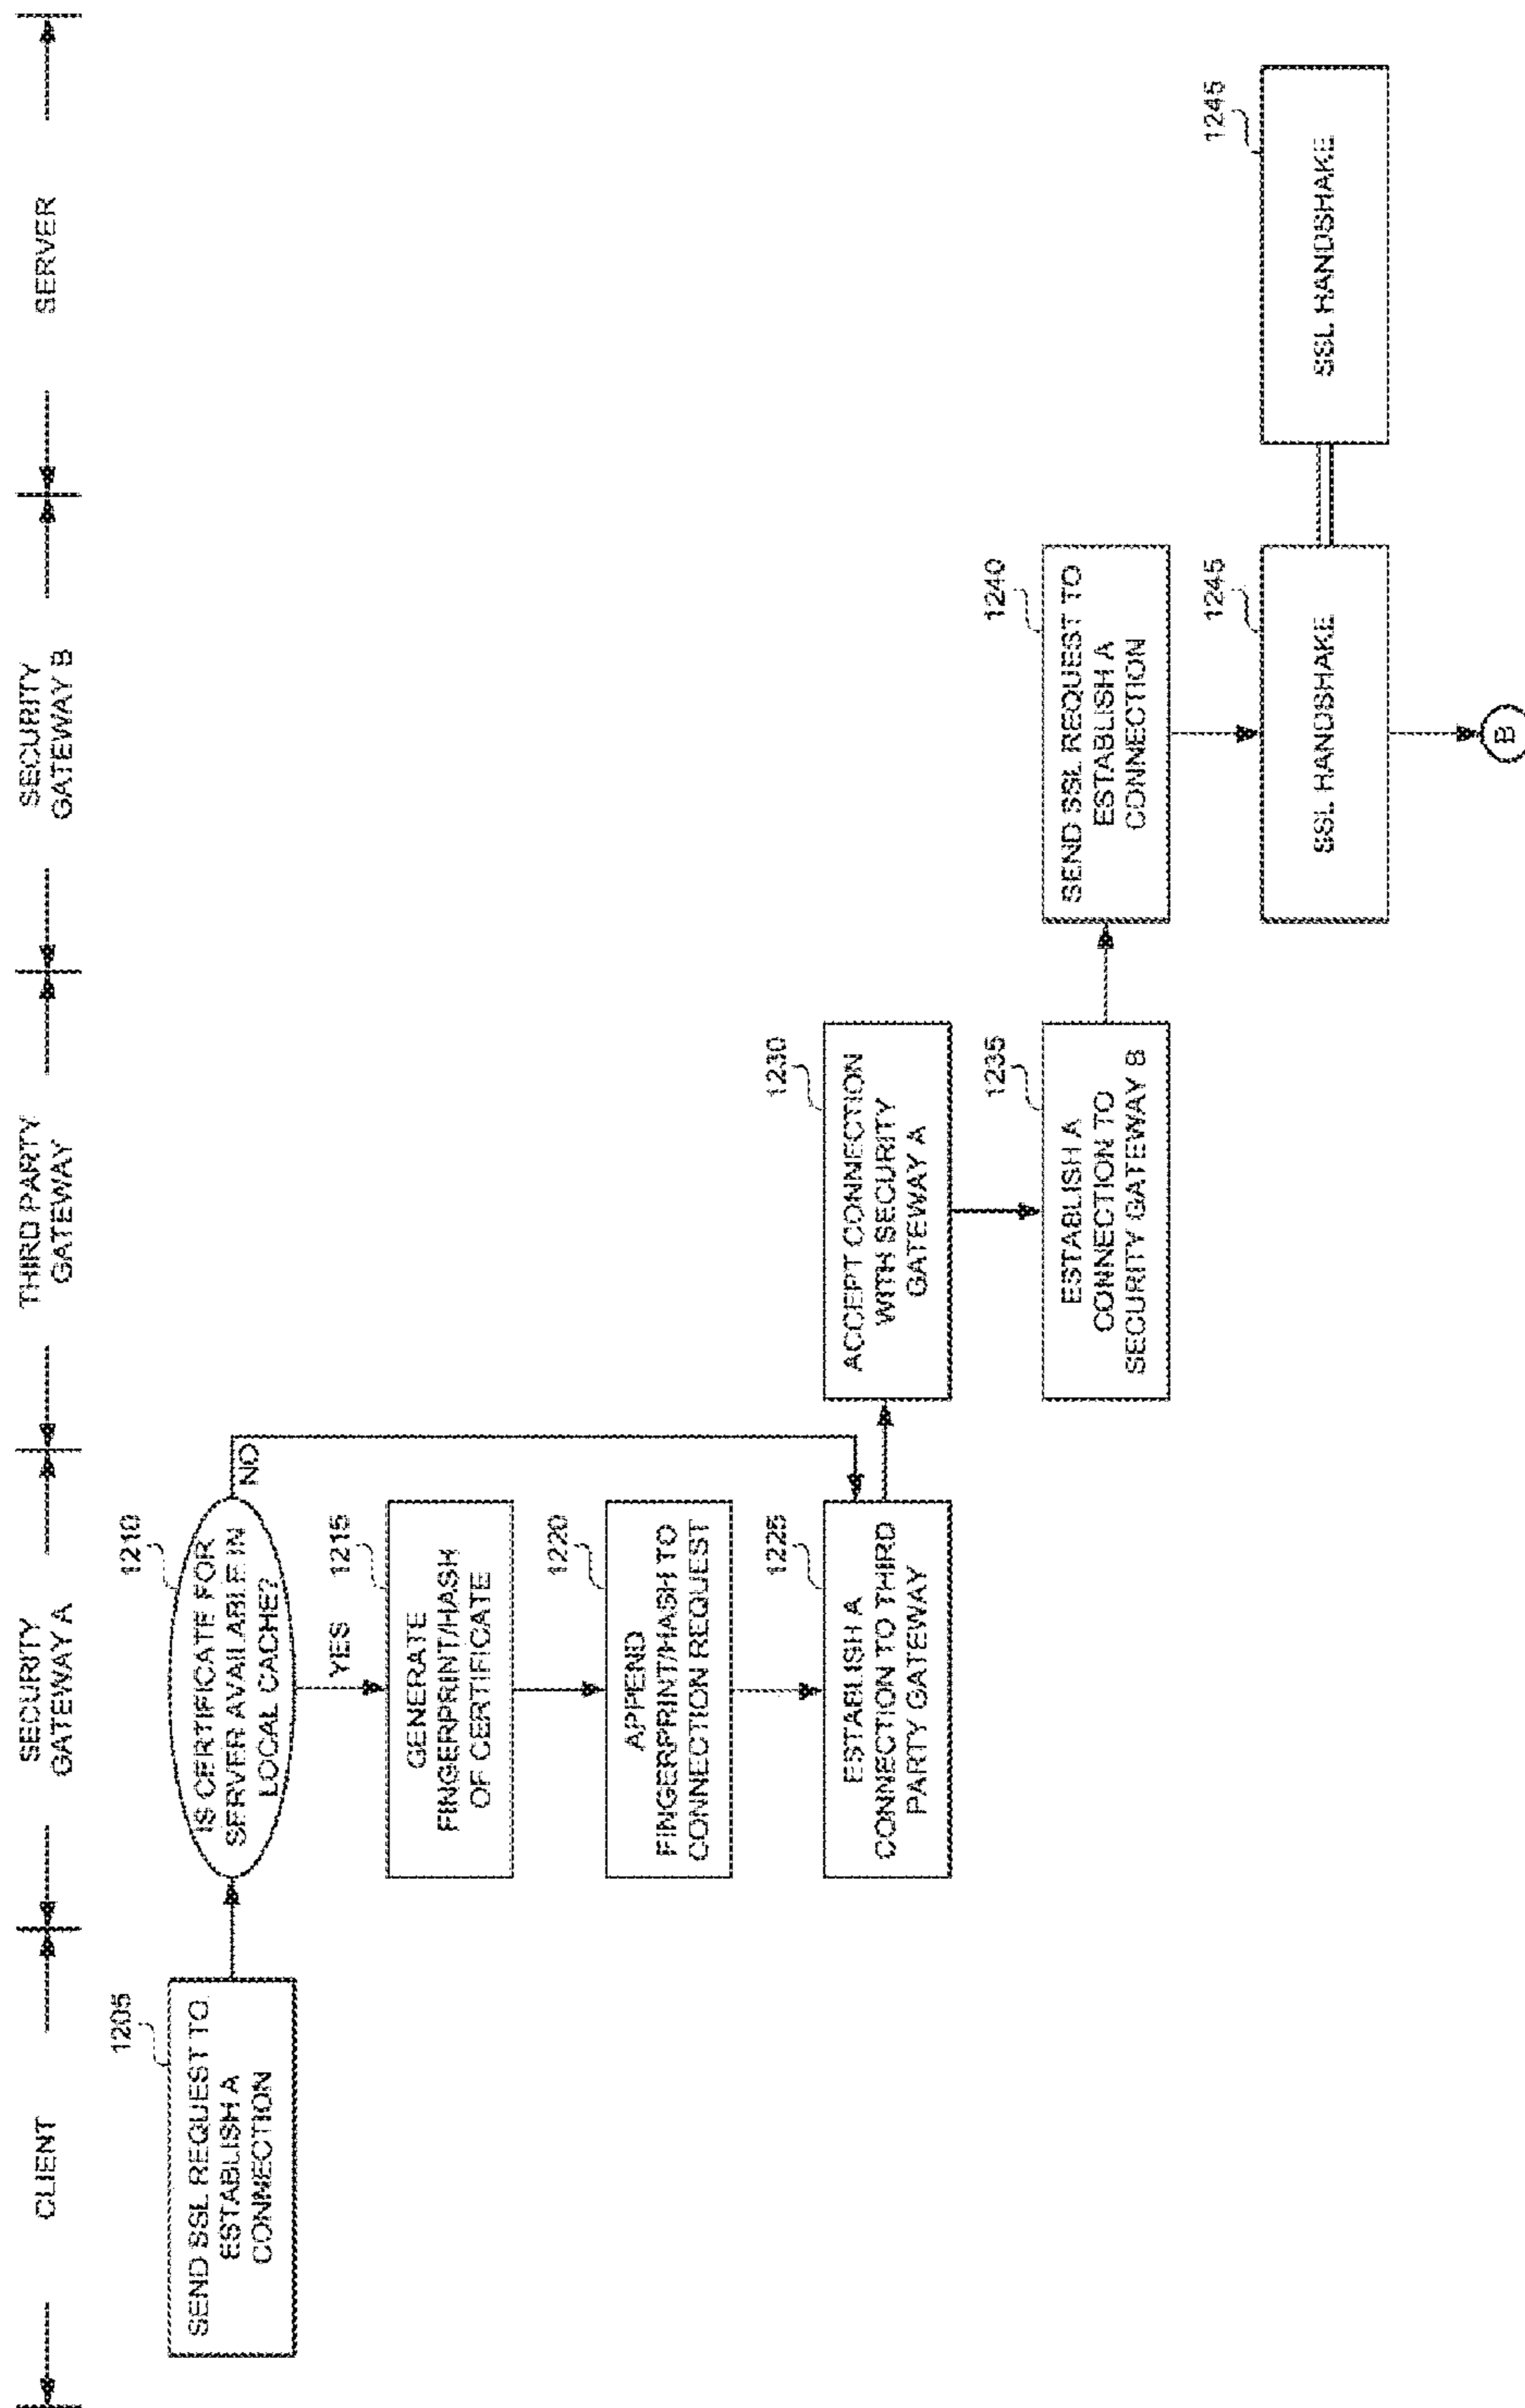 CLIENT
SECURITY
GATEWAY A
THIRD PARTY
GATEWAY
SECURITY
GATEWAY B
SERVER
1205
SEND SSL REQUEST TO
ESTABLISH A
CONNECTION
1210
IS CERTIFICATE FOR
SERVER AVAILABLE IN
LOCAL CACHE?
NO
YES
1215
GENERATE
FINGERPRINT/HASH
OF CERTIFICATE
1220
APPEND
FINGERPRINT/HASH TO
CONNECTION REQUEST
1225
ESTABLISH A
CONNECTION TO THIRD
PARTY GATEWAY
1230
ACCEPT CONNECTION
WITH SECURITY
GATEWAY A
1235
ESTABLISH A
CONNECTION TO
SECURITY GATEWAY B
1240
SEND SSL REQUEST TO
ESTABLISH A
CONNECTION
1245
SSL HANDSHAKE
1245
SSL HANDSHAKE
B